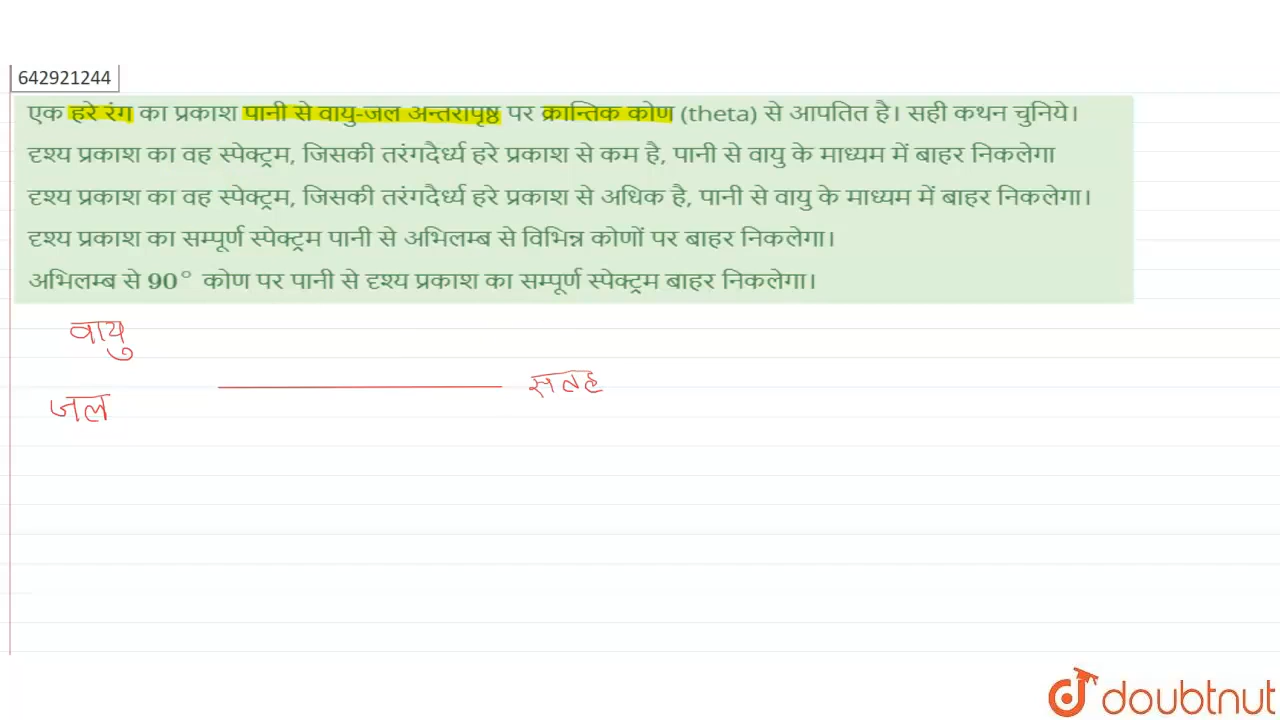 642921244
एक हरे रंग का प्रकाश पानी से वायु-जल अन्तरापृष्ठ पर क्रान्तिक कोण (theta) से आपतित है। सही कथन चुनिये।
दृश्य प्रकाश का वह स्पेक्ट्रम, जिसकी तरंगदैर्ध्य हरे प्रकाश से कम है, पानी से वायु के माध्यम में बाहर निकलेगा
दृश्य प्रकाश का वह स्पेक्ट्रम, जिसकी तरंगदैर्ध्य हरे प्रकाश से अधिक है, पानी से वायु के माध्यम में बाहर निकलेगा।
दृश्य प्रकाश का सम्पूर्ण स्पेक्ट्रम पानी से अभिलम्ब से विभिन्न कोणों पर बाहर निकलेगा।
अभिलम्ब से 90° कोण पर पानी से दृश्य प्रकाश का सम्पूर्ण स्पेक्ट्रम बाहर निकलेगा।
वायु
सतह
जल
doubtnut